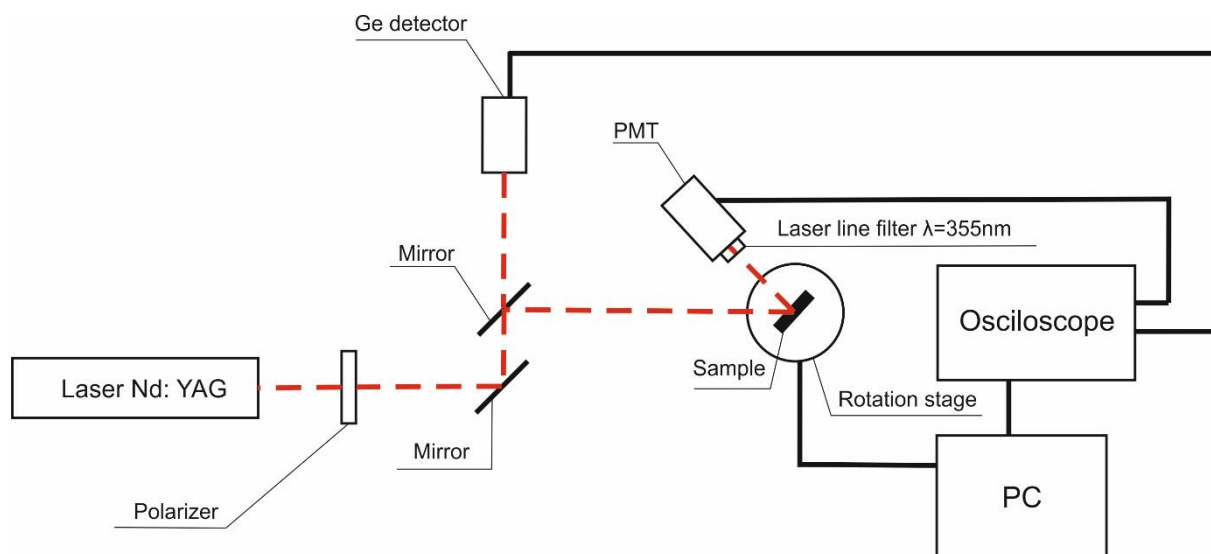 Ge detector
PMT
Laser line filter λ=355nm
Mirror
Osciloscope
Sample
Laser Nd: YAG
Rotation stage
Mirror
PC
Polarizer